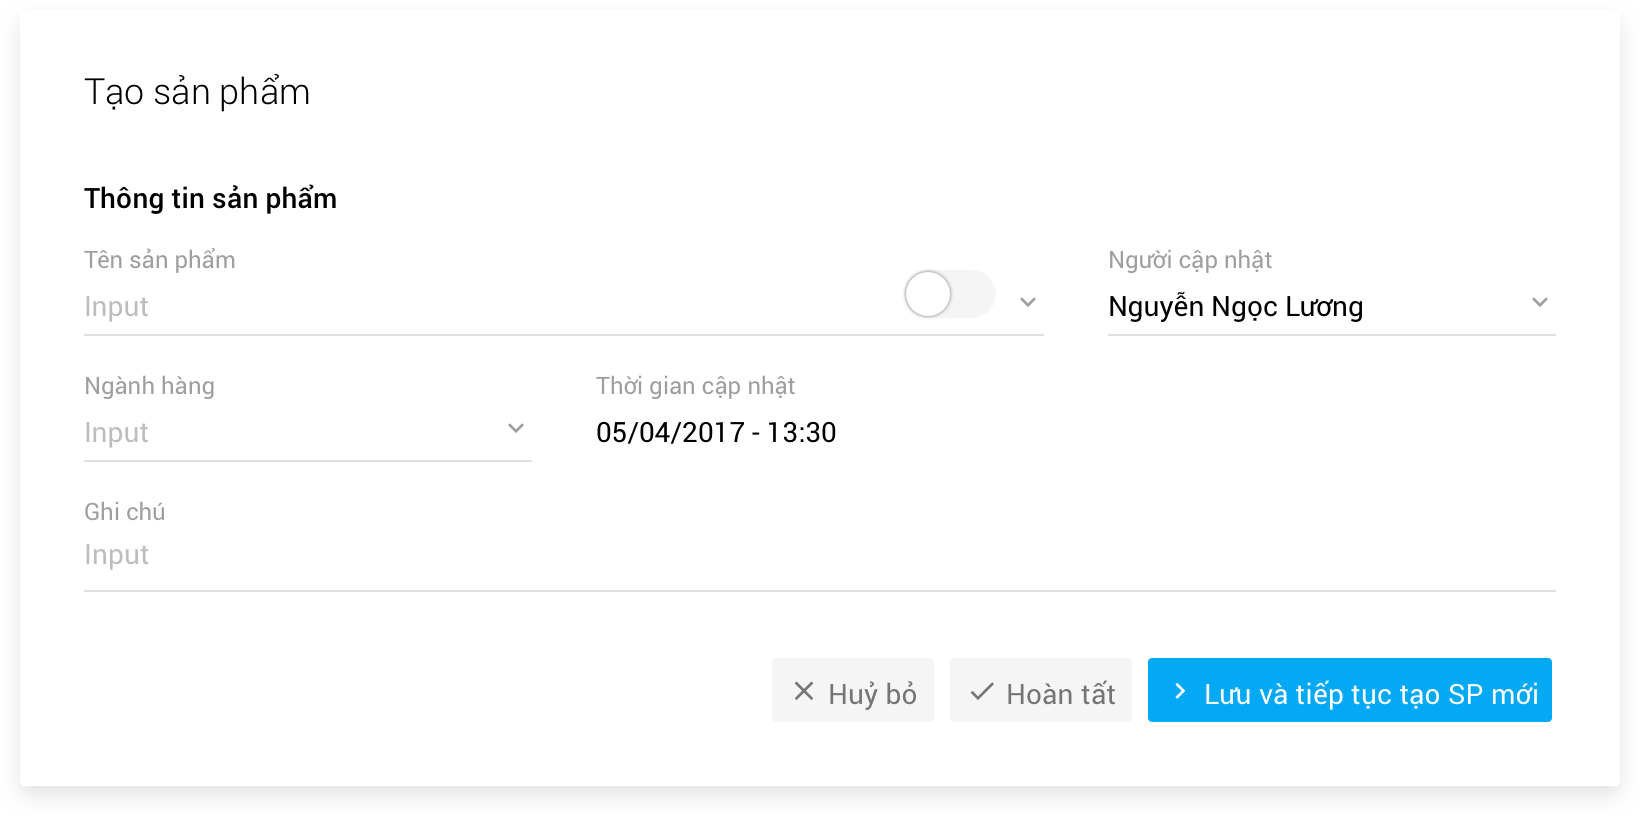 Tạo sản phẩm
Thông tin sản phẩm
Tên sản phẩm
Input
Người cập nhật
Nguyễn Ngọc Lương
Ngành hàng
Input
Thời gian cập nhật
05/04/2017 - 13:30
Ghi chú
Input
Huỷ bỏ
Hoàn tất
Lưu và tiếp tục tạo SP mới